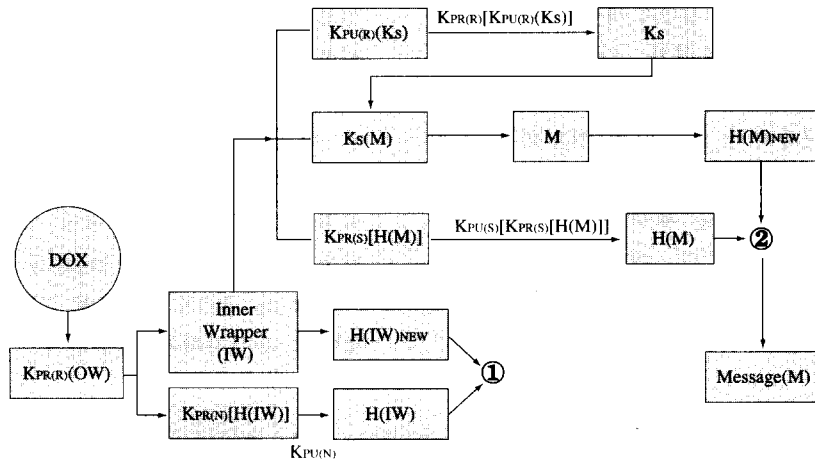 KPU(R)(Ks)
KPR(R)[KPU(R)(Ks)]
Ks
Ks(M)
M
H(M)NEW
KPR(S)[H(M)]
KPU(S)[KPR(S)[H(M)]]
H(M)
②
DOX
Inner
Wrapper
(IW)
H(IW)NEW
KPR(R)(OW)
①
Message(M)
KPR(N)[H(IW)]
H(IW)
KPU(N)